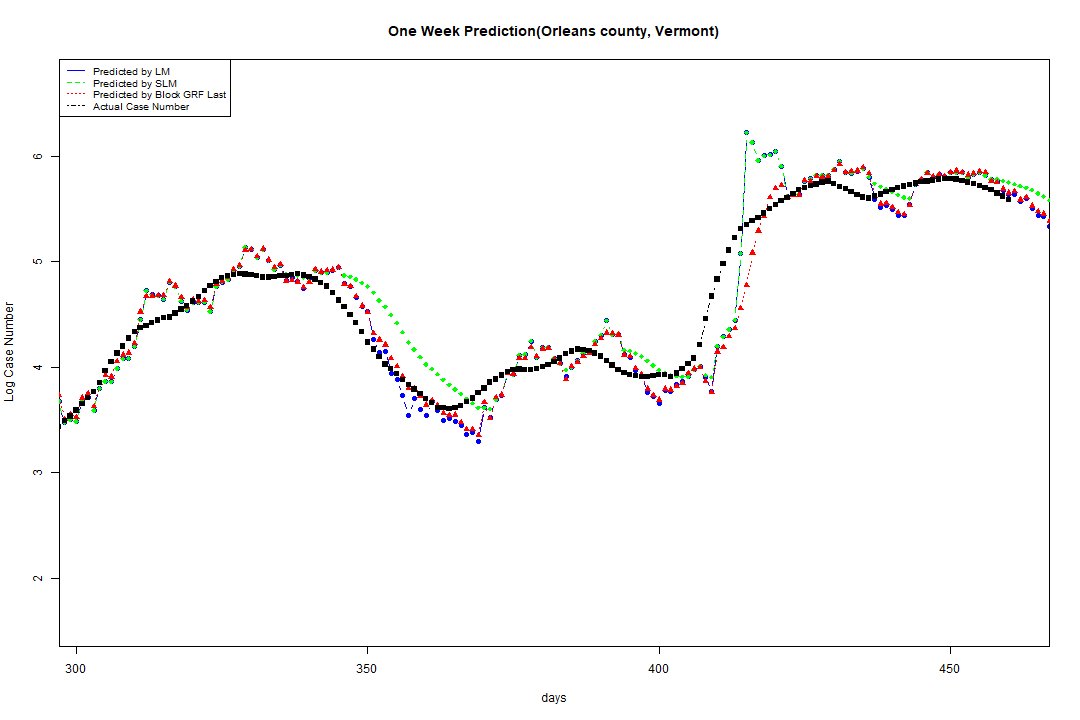 One Week Prediction(Orleans county, Vermont)
Predicted by LM
Predicted by SLM
Predicted by Block GRF Last
Actual Case Number
6
5
4
3
2
Log Case Number
300 350 400 450
days